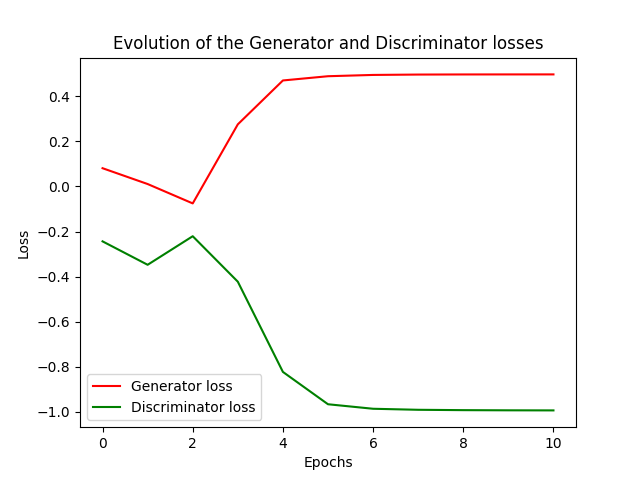 Evolution of the Generator and Discriminator losses
0.4
0.2
0.0
−0.2
−0.4
−0.6
−0.8
−1.0
Loss
Generator loss
Discriminator loss
0 2 4 6 8 10
Epochs